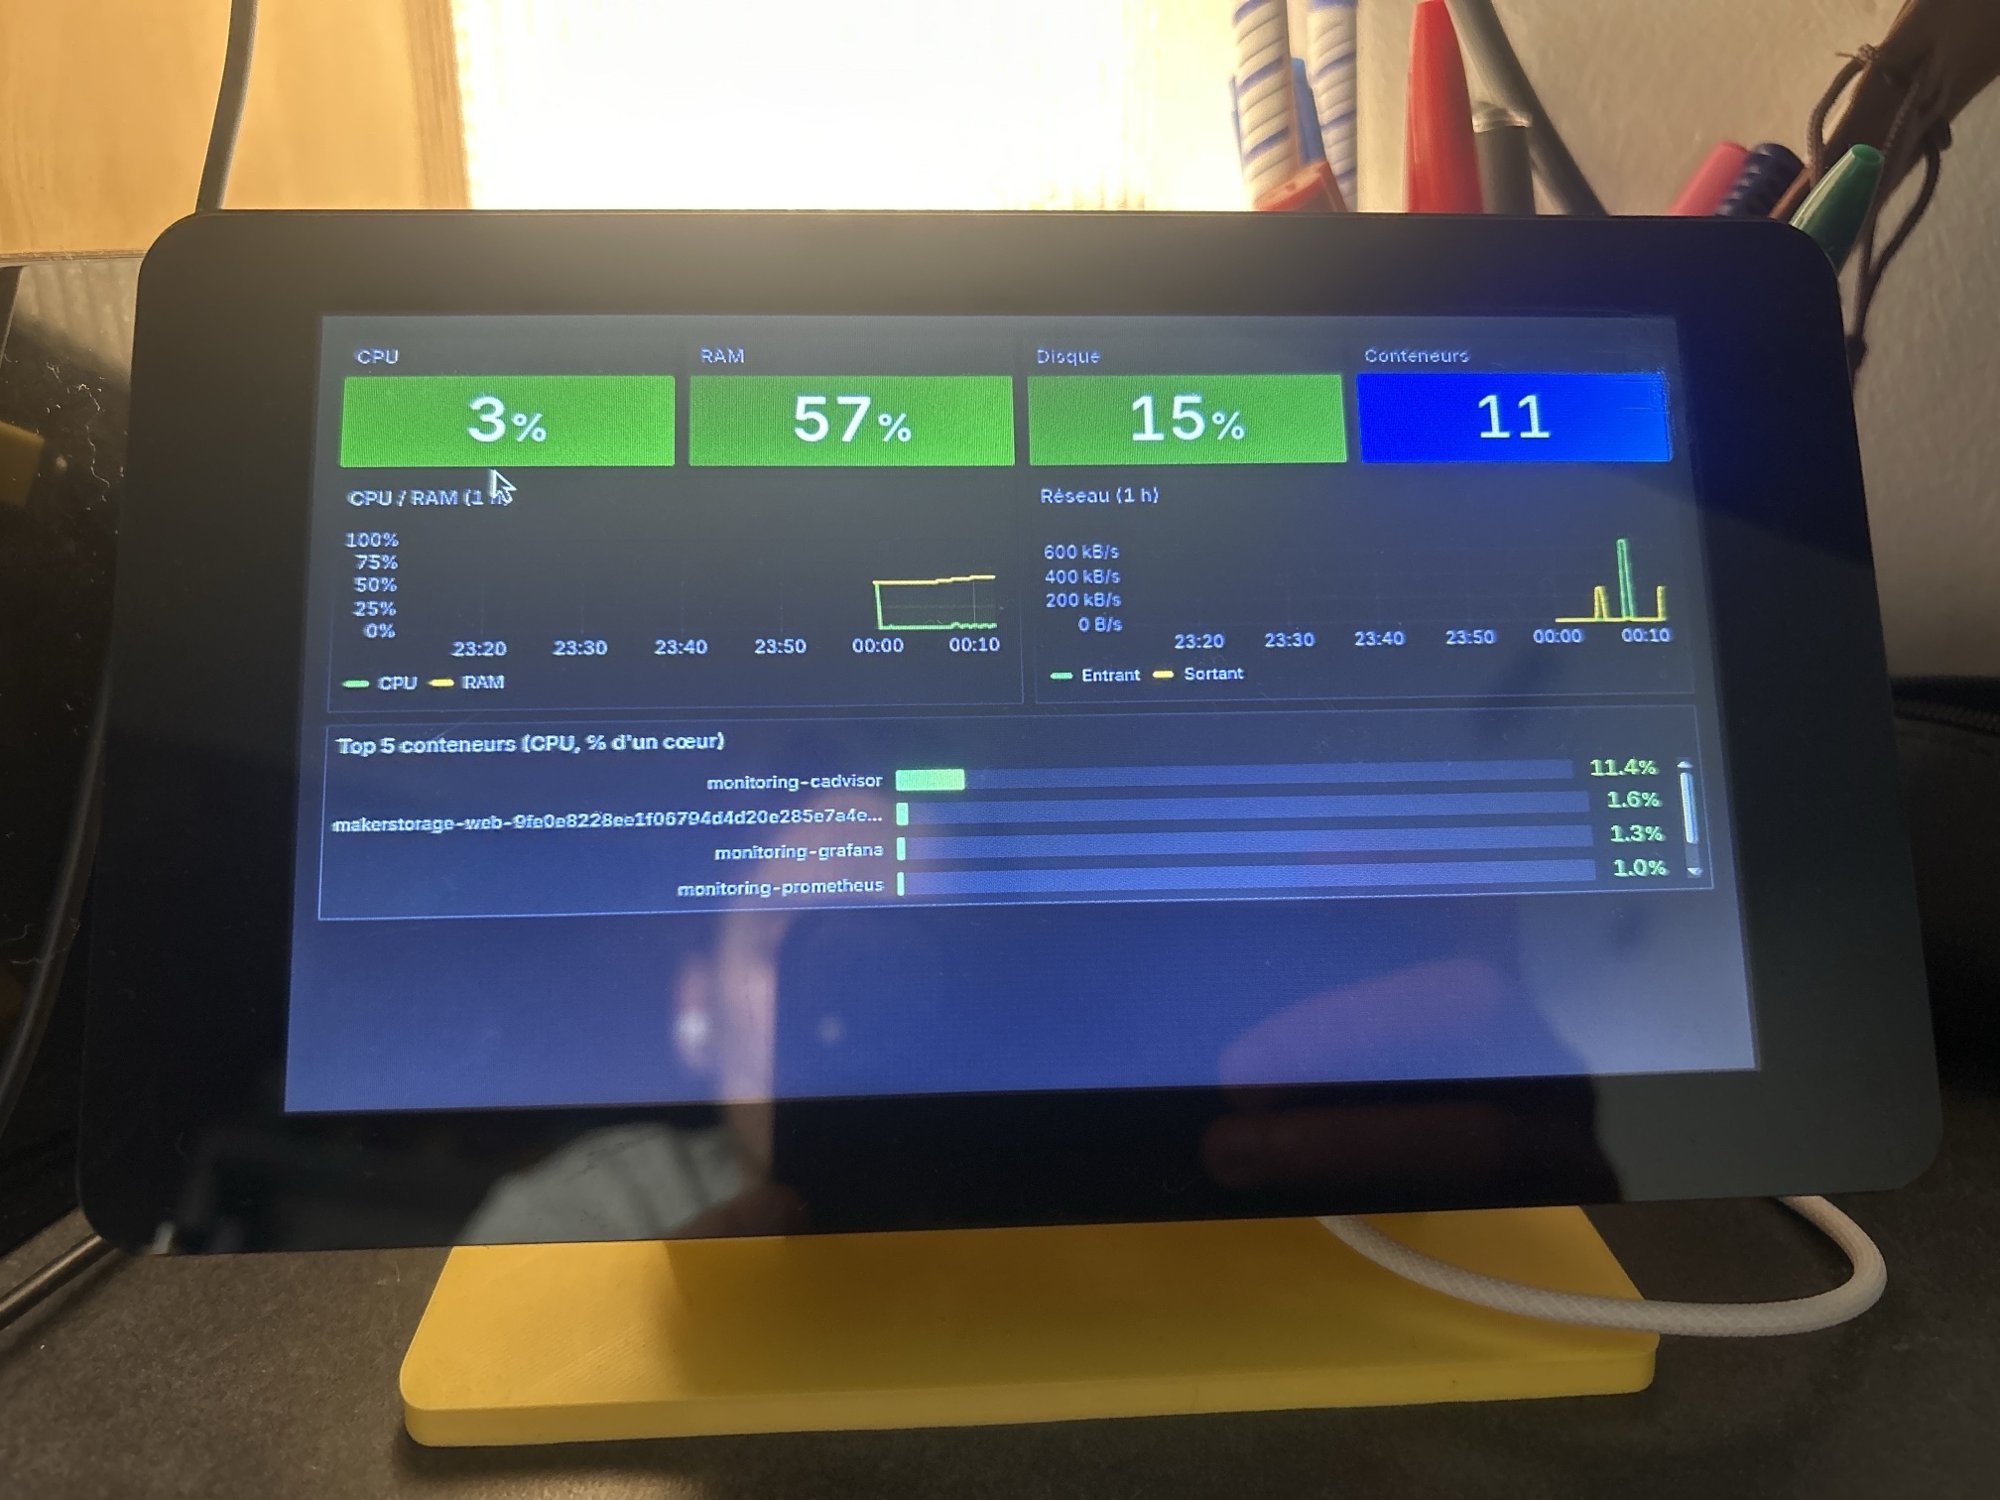 CPU RAM Disque Conteneurs
3% 57% 15% 11
CPU / RAM (1 h)
100%
75%
50%
25%
0%
23:20 23:30 23:40 23:50 00:00 00:10
CPU RAM
Réseau (1 h)
600 kB/s
400 kB/s
200 kB/s
0 B/s
23:20 23:30 23:40 23:50 00:00 00:10
Entrant Sortant
Top 5 conteneurs (CPU, % d'un cœur)
monitoring-cadvisor 11.4%
makerstorage-web-9fe0e8228ee1f06794d4d20e285e7a4e... 1.6%
monitoring-grafana 1.3%
monitoring-prometheus 1.0%